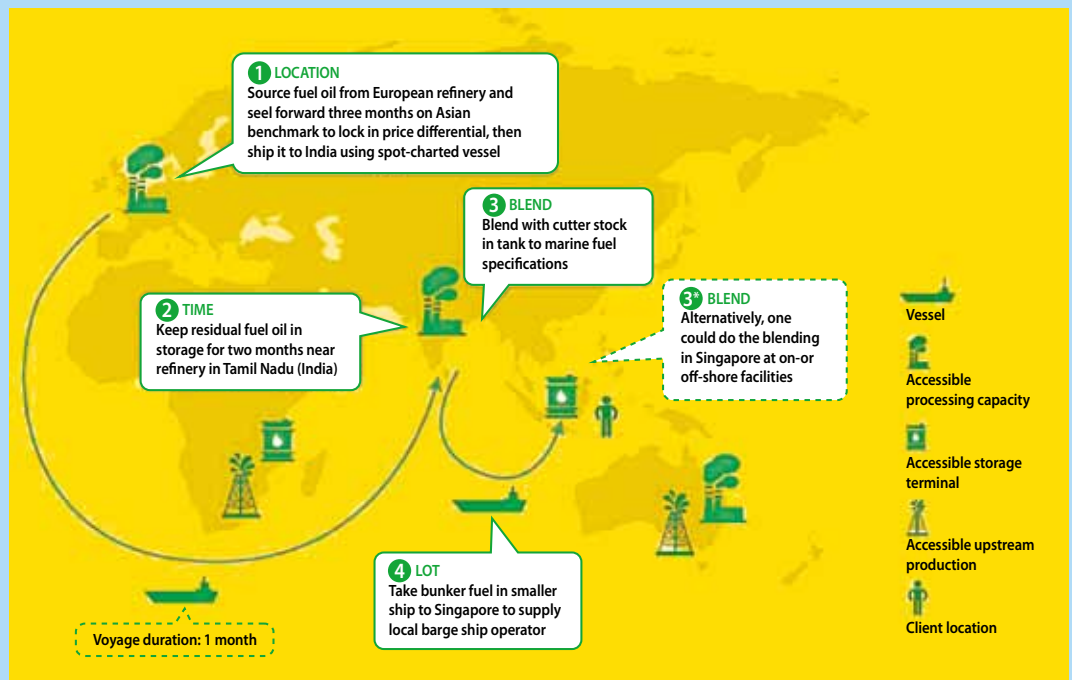 1 LOCATION
Source fuel oil from European refinery and
seel forward three months on Asian
benchmark to lock in price differential, then
ship it to India using spot-charted vessel
3 BLEND
Blend with cutter stock
in tank to marine fuel
specifications
2 TIME
Keep residual fuel oil in
storage for two months near
refinery in Tamil Nadu (India)
3* BLEND
Alternatively, one
could do the blending
in Singapore at on-or
off-shore facilities
4 LOT
Take bunker fuel in smaller
ship to Singapore to supply
local barge ship operator
Voyage duration: 1 month
Vessel
Accessible
processing capacity
Accessible storage
terminal
Accessible upstream
production
Client location